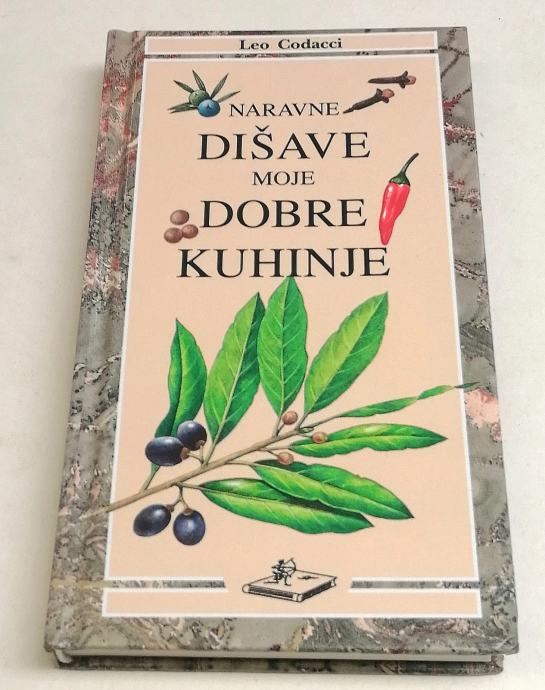 Leo Codacci
NARAVNE
DIŠAVE
MOJE
DOBRE
KUHINJE